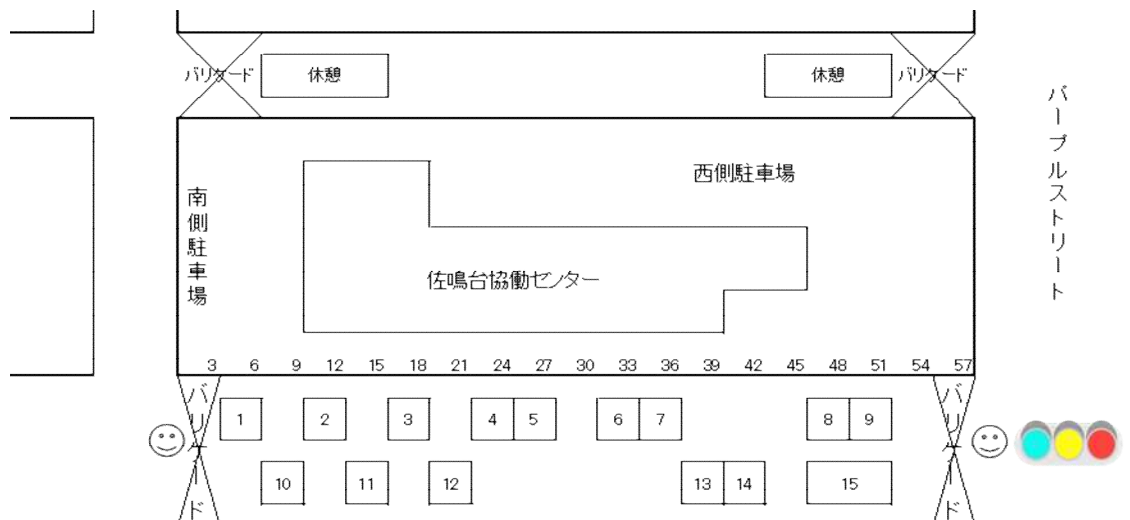 バリケード 休憩 休憩 バリケード
パープルストリート
西側駐車場
南側駐車場
佐鳴台協働センター
3 6 9 12 15 18 21 24 27 30 33 36 39 42 45 48 51 54 57
バリケード
バリケード
1 2 3 4 5 6 7 8 9
10 11 12 13 14 15